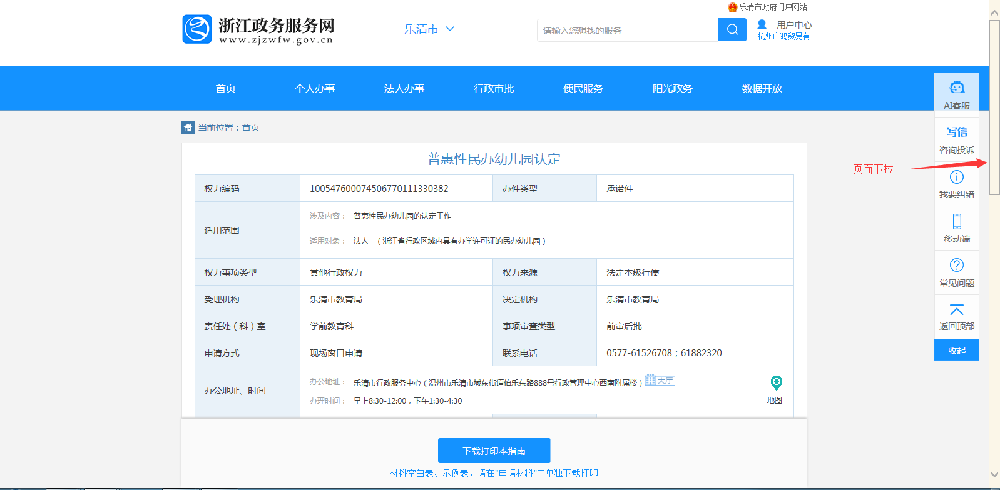 乐清市政府门户网站
浙江政务服务网
www.zjzwfw.gov.cn
乐清市
请输入您想找的服务
用户中心
杭州广鸿贸易有
首页 个人办事 法人办事 行政审批 便民服务 阳光政务 数据开放
AI客服
当前位置：首页
写信
咨询投诉
普惠性民办幼儿园认定
页面下拉
权力编码 100547600074506770111330382 办件类型 承诺件
我要纠错
适用范围 涉及内容： 普惠性民办幼儿园的认定工作
适用对象： 法人 （浙江省行政区域内具有办学许可证的民办幼儿园）
移动端
权力事项类型 其他行政权力 权力来源 法定本级行使
常见问题
受理机构 乐清市教育局 决定机构 乐清市教育局
责任处（科）室 学前教育科 事项审查类型 前审后批
返回顶部
申请方式 现场窗口申请 联系电话 0577-61526708；61882320
收起
办公地址、时间 办公地址： 乐清市行政服务中心（温州市乐清市城东街道伯乐东路888号行政管理中心西南附属楼） 大厅
办理时间： 早上8:30-12:00，下午1:30-4:30
地图
下载打印本指南
材料空白表、示例表，请在"申请材料"中单独下载打印